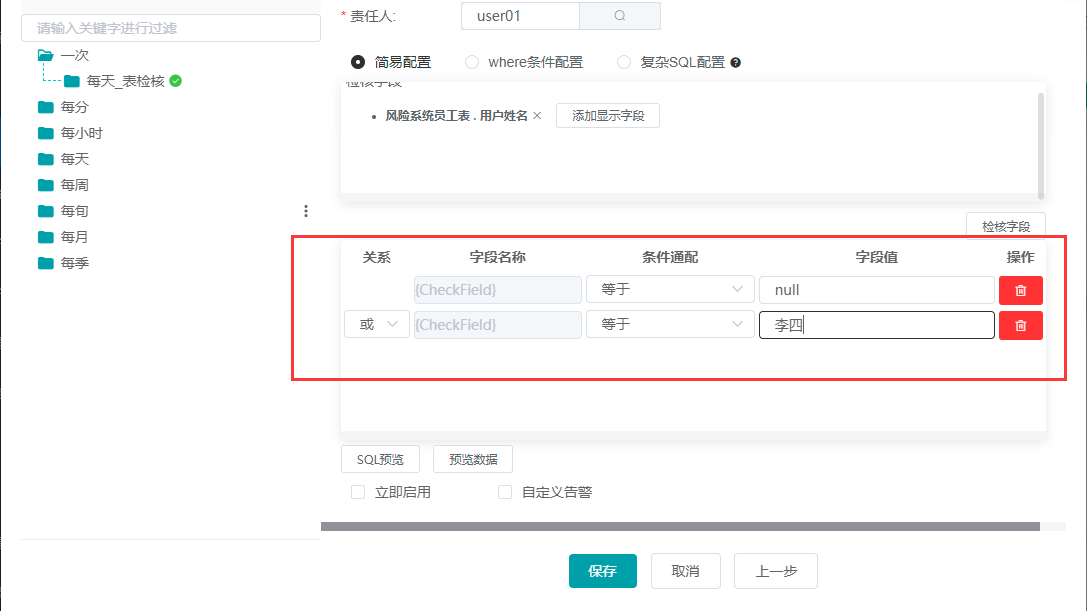 * 责任人:
user01
请输入关键字进行过滤
一次
每天_表检核
每分
每小时
每天
每周
每旬
每月
每季
简易配置 where条件配置 复杂SQL配置 ?
检核字段
• 风险系统员工表 . 用户姓名 × 添加显示字段
检核字段
关系 字段名称 条件通配 字段值 操作
{CheckField} 等于 null
或 {CheckField} 等于 李四
SQL预览 预览数据
立即启用 自定义告警
保存 取消 上一步